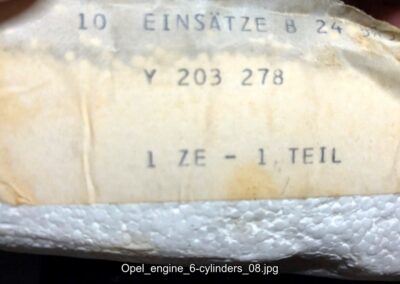 10 EINSÄTZE B 24
Y 203 278
1 ZE - 1 TEIL
Opel_engine_6-cylinders_08.jpg